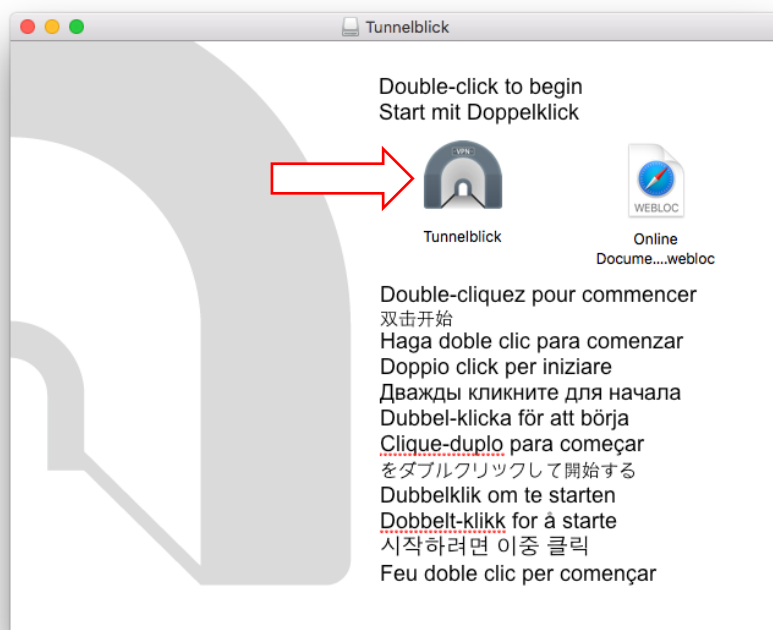 Tunnelblick
Double-click to begin
Start mit Doppelklick
VPN
WEBLOC
Tunnelblick
Online
Docume....webloc
Double-cliquez pour commencer
双击开始
Haga doble clic para comenzar
Doppio click per iniziare
Дважды кликните для начала
Dubbel-klicka för att börja
Clique-duplo para começar
をダブルクリックして開始する
Dubbelklik om te starten
Dobbelt-klikk for å starte
시작하려면 이중 클릭
Feu doble clic per començar